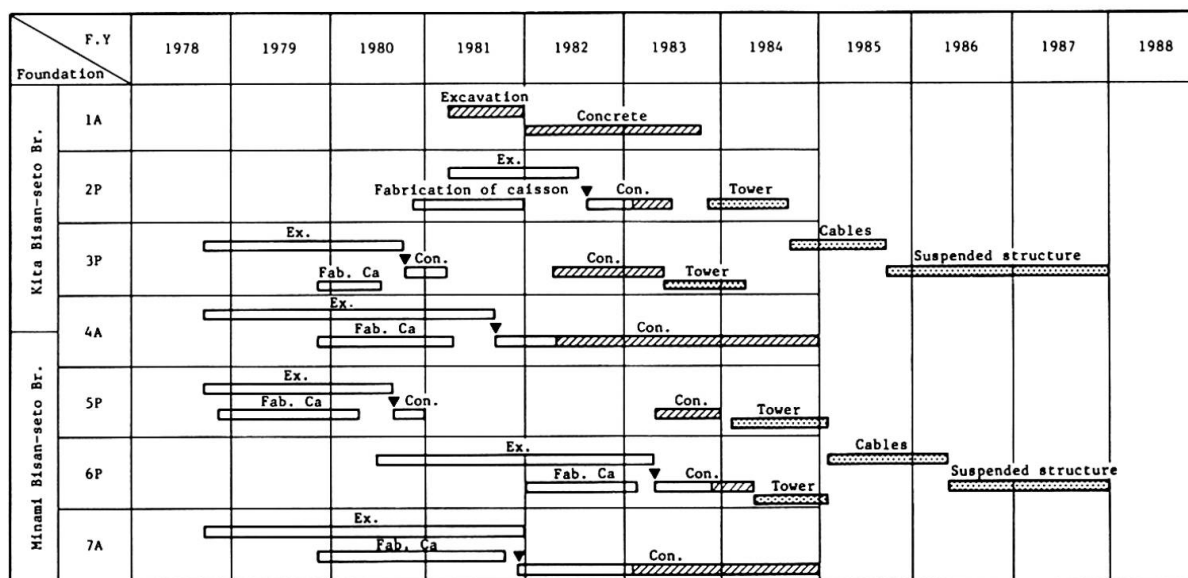 F.Y 1978 1979 1980 1981 1982 1983 1984 1985 1986 1987 1988
Foundation
Kita Bisan-seto Br.
1A
Excavation
Concrete
2P
Ex.
Fabrication of caisson Con. Tower
3P
Ex. Cables
Con. Con. Suspended structure
Fab. Ca Tower
4A
Ex.
Fab. Ca Con.
Minami Bisan-seto Br.
5P
Ex.
Fab. Ca Con. Con. Tower
6P
Ex. Cables
Fab. Ca Con. Suspended structure
Tower
7A
Ex.
Fab. Ca Con.